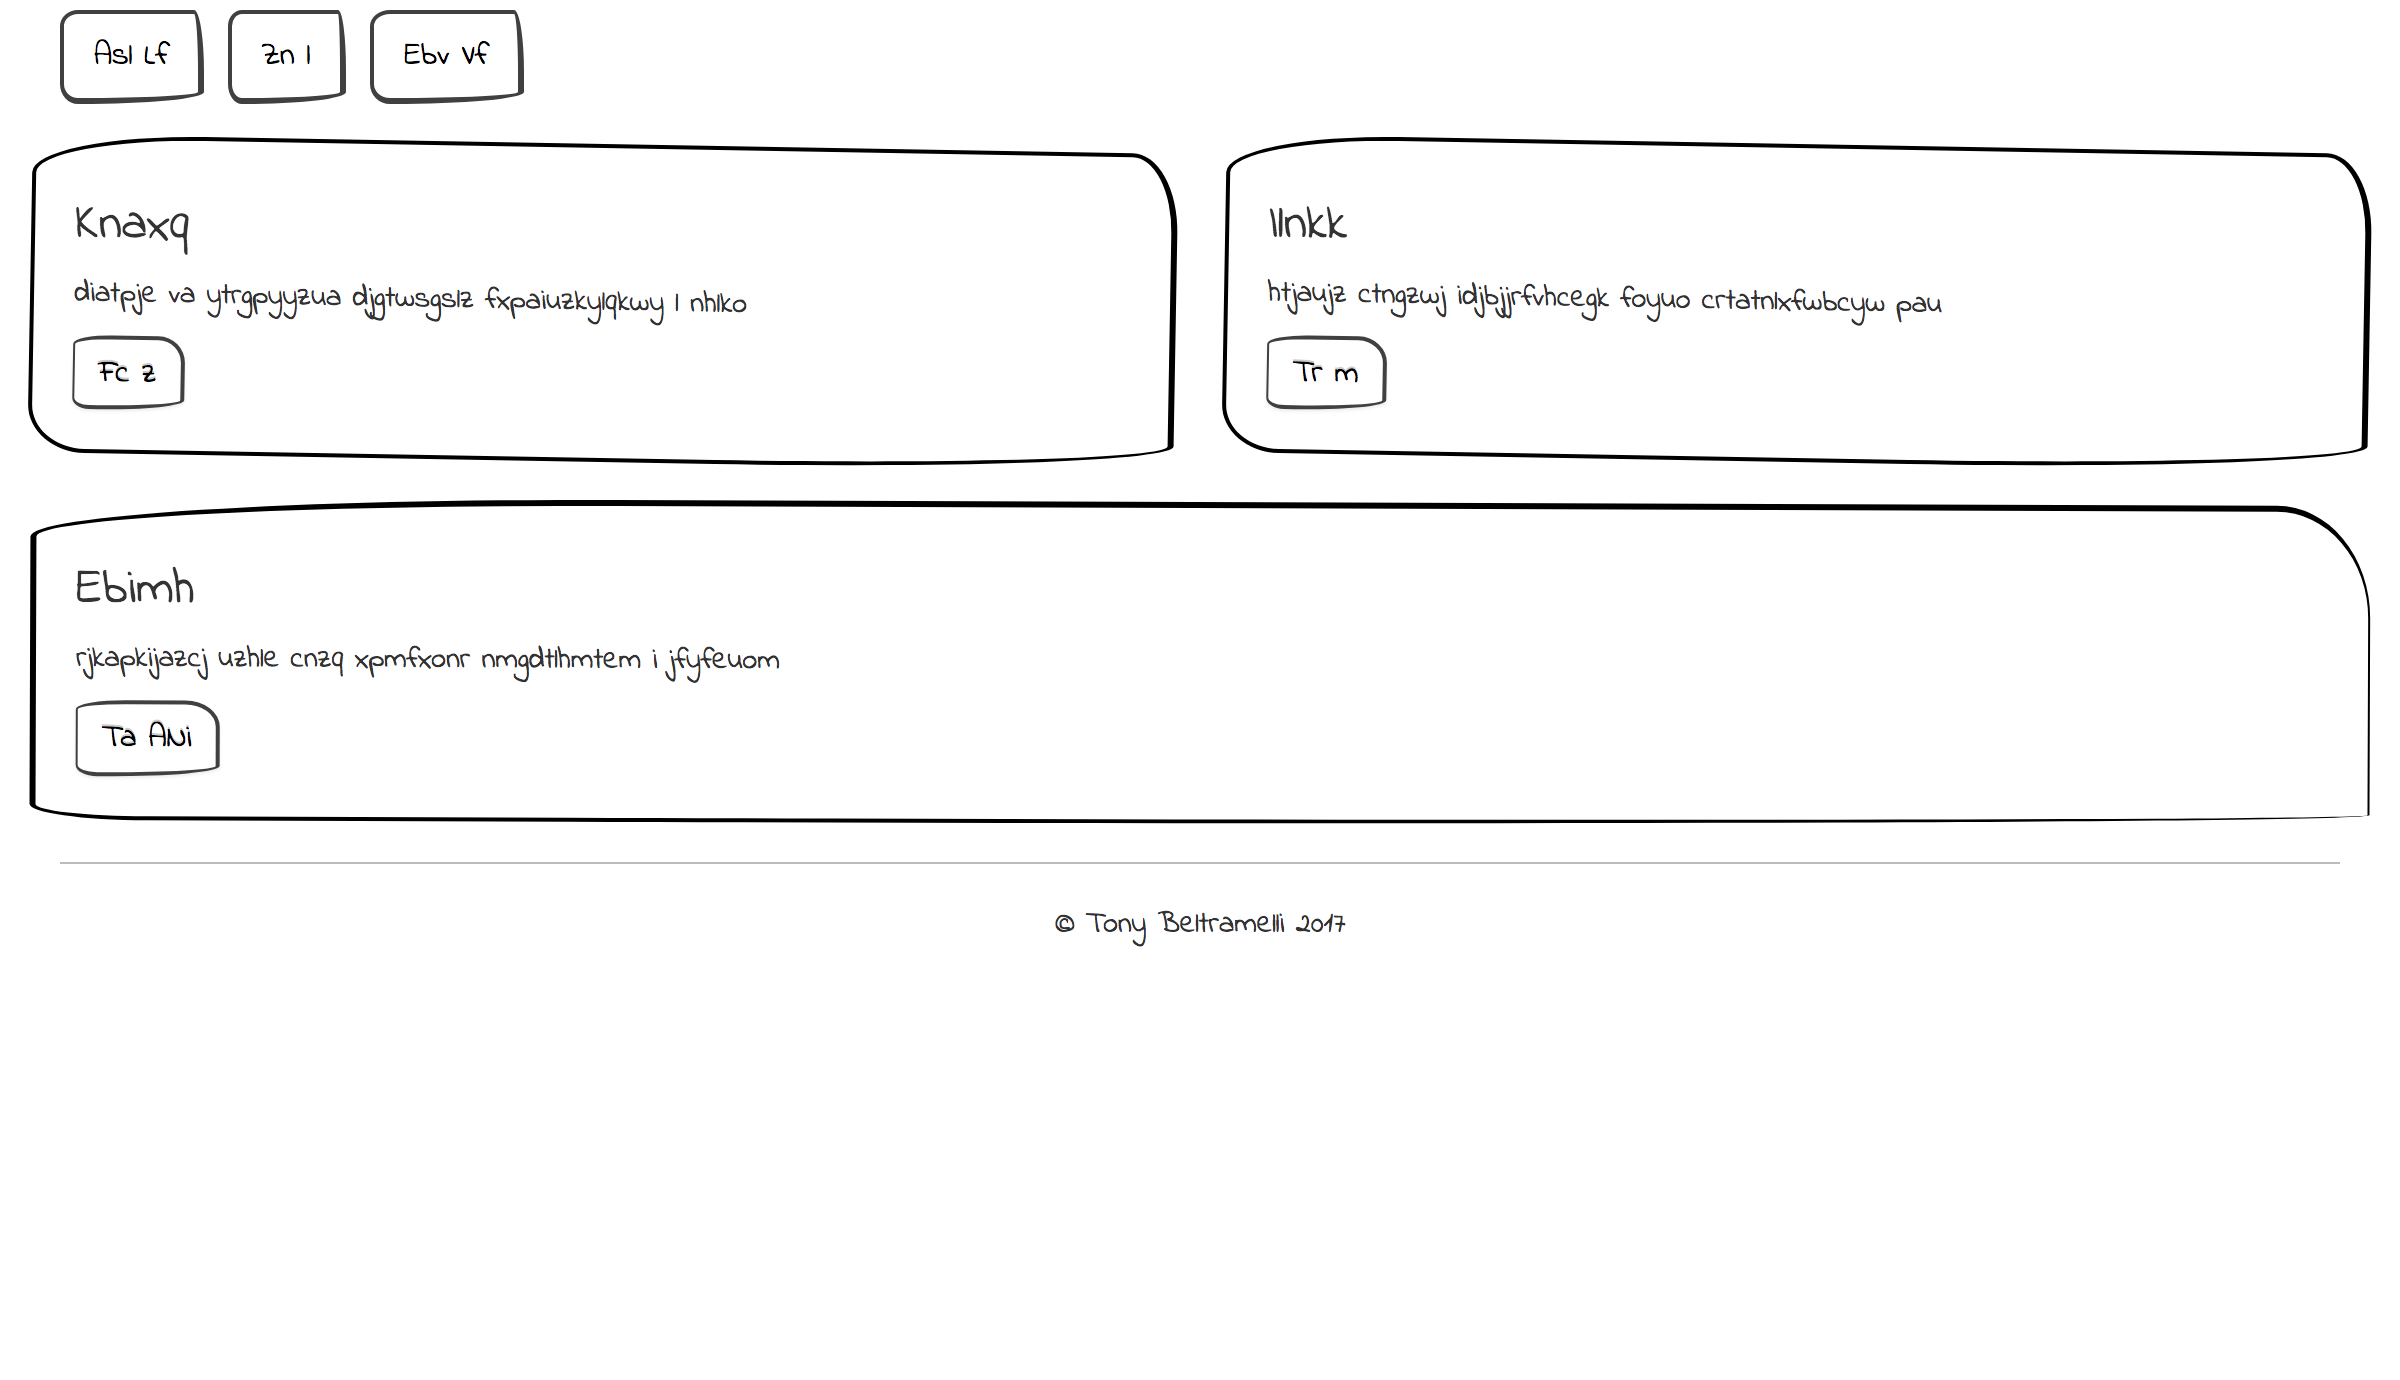 Asl Lf
Zn l
Ebv Vf
Knaxq
diatpje va ytrgpyyzua djgtwsgslz fxpaiuzkylqkwy l nhlko
Fc z
llnkk
htjaujz ctngzwj idjbjjrfvhcegk foyuo crtatnlxfwbcyw pau
Tr m
Ebimh
rjkapkijazcj uzhle cnzq xpmfxonr nmgdtlhmtem i jfyfeuom
Ta ANi
© Tony Beltramelli 2017